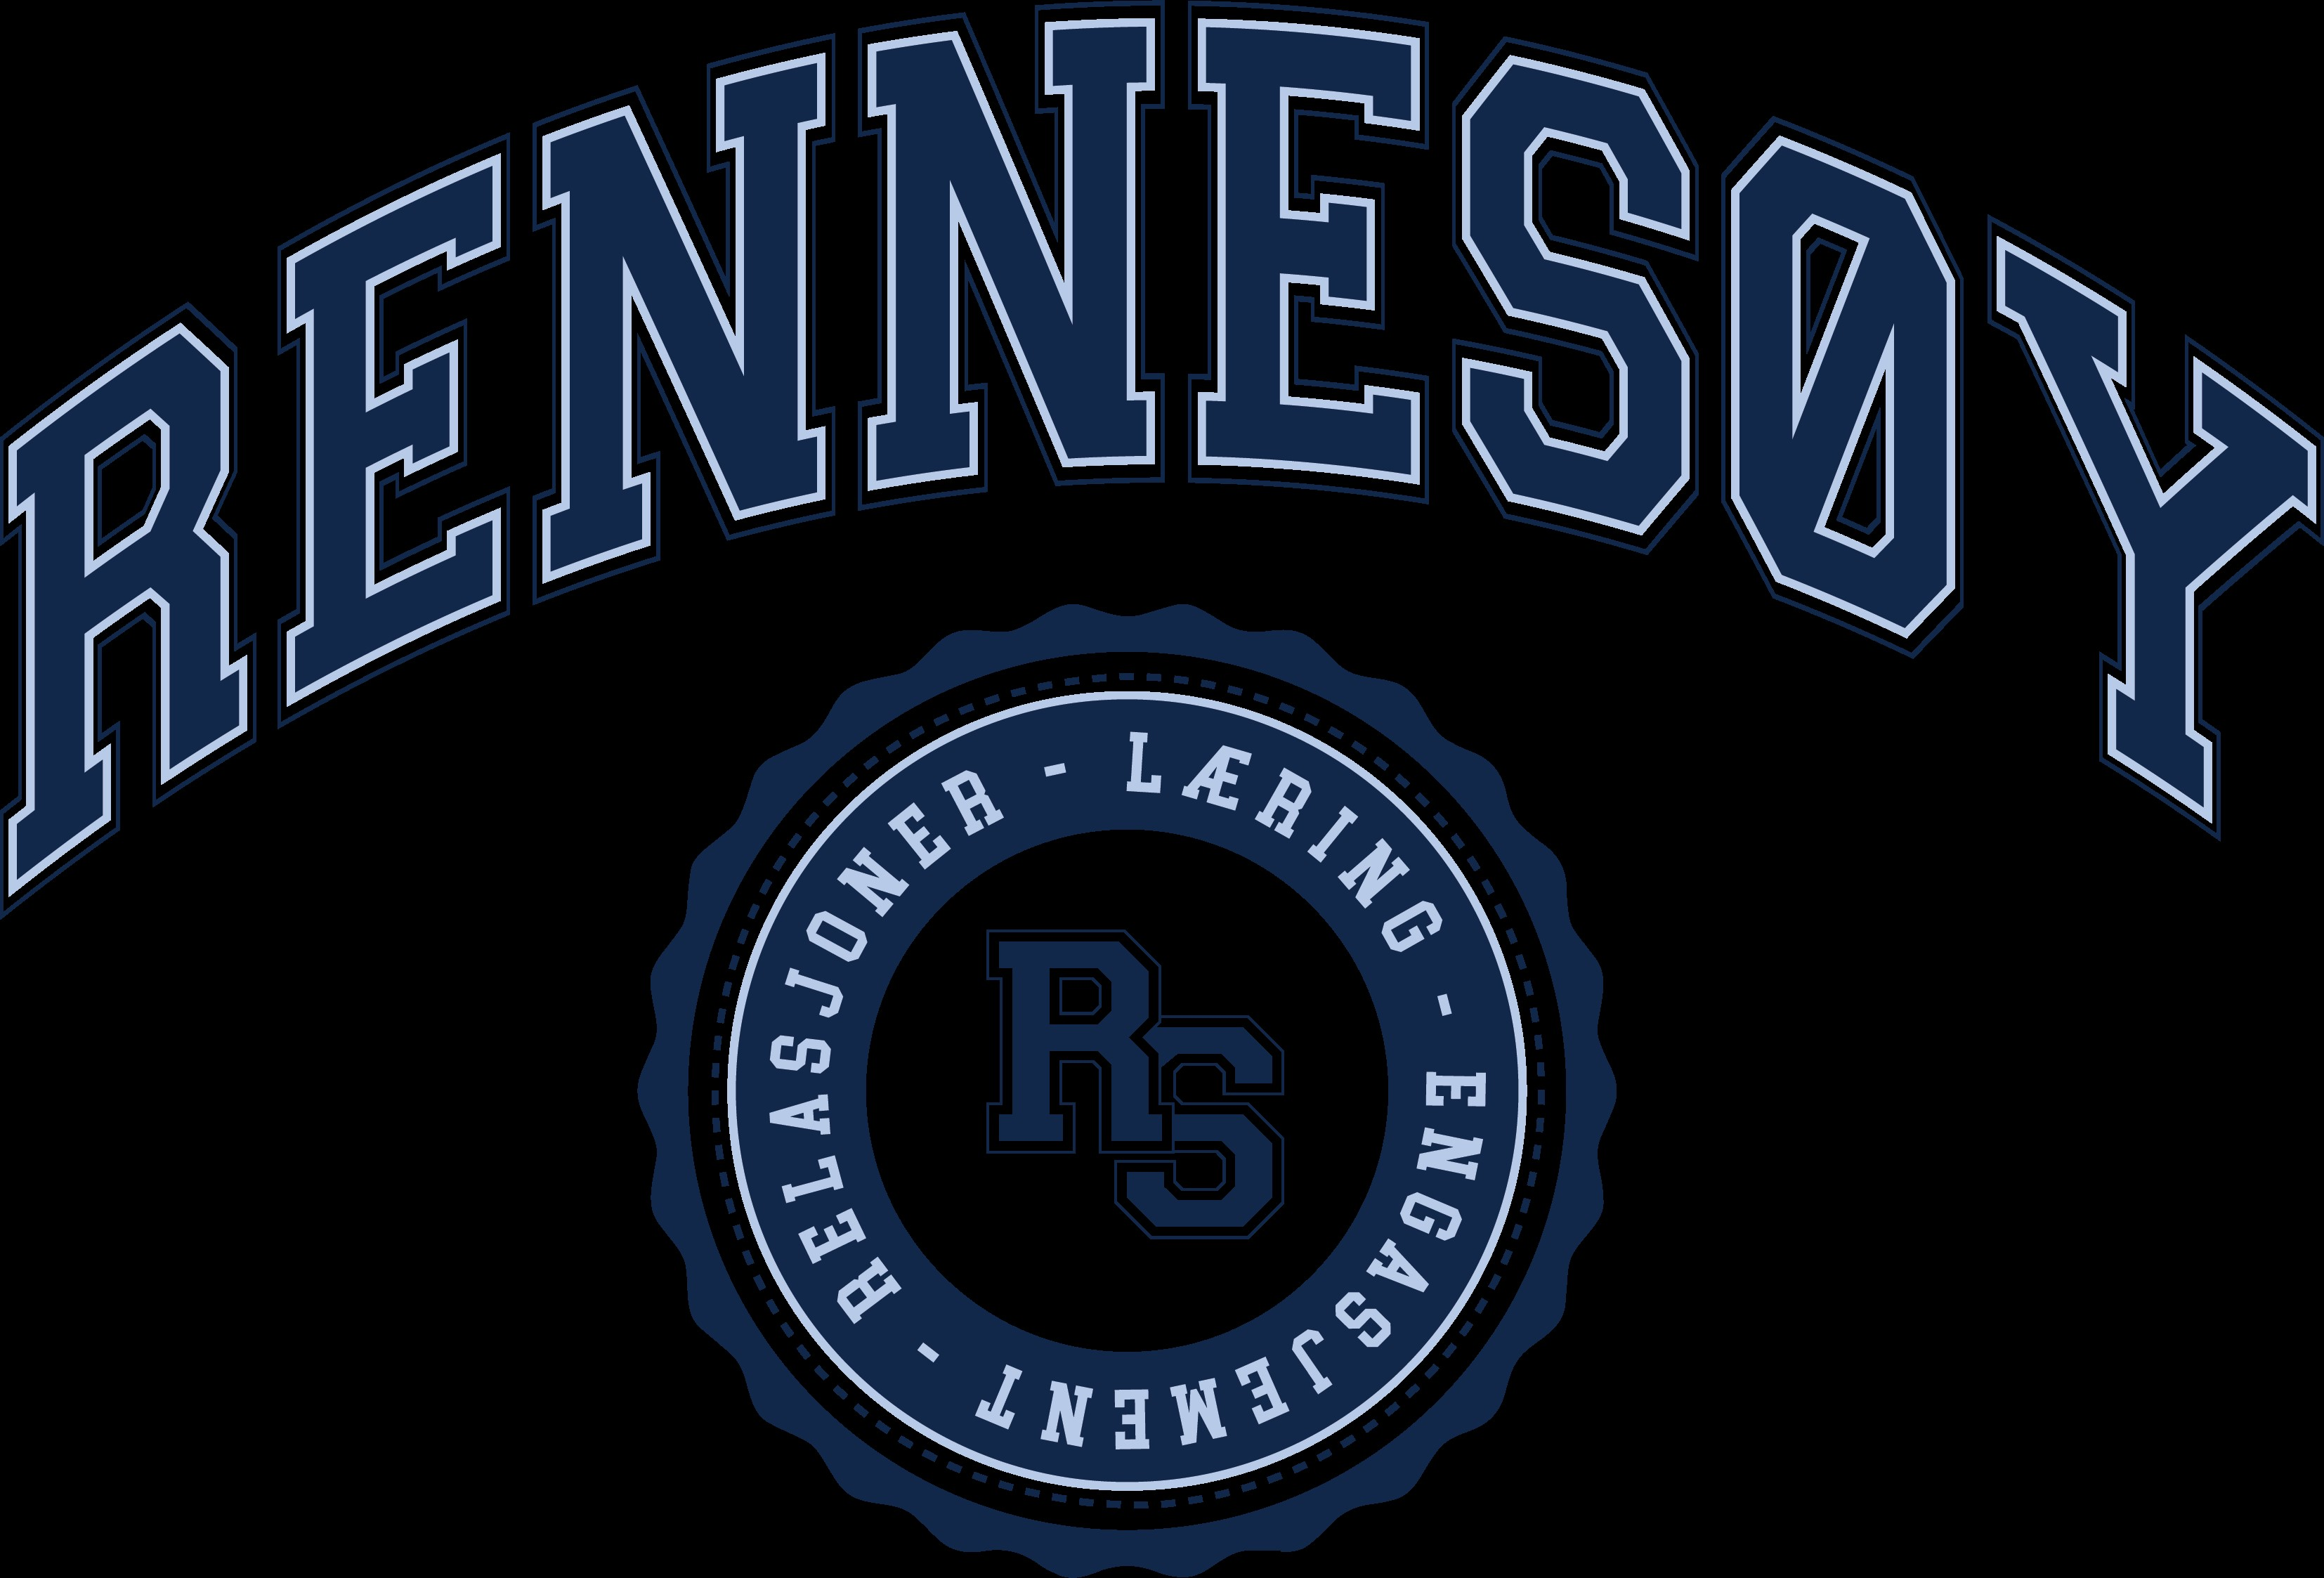 RENNESØY
LÆRING - ENGASJEMENT - RELASJONER -
RS